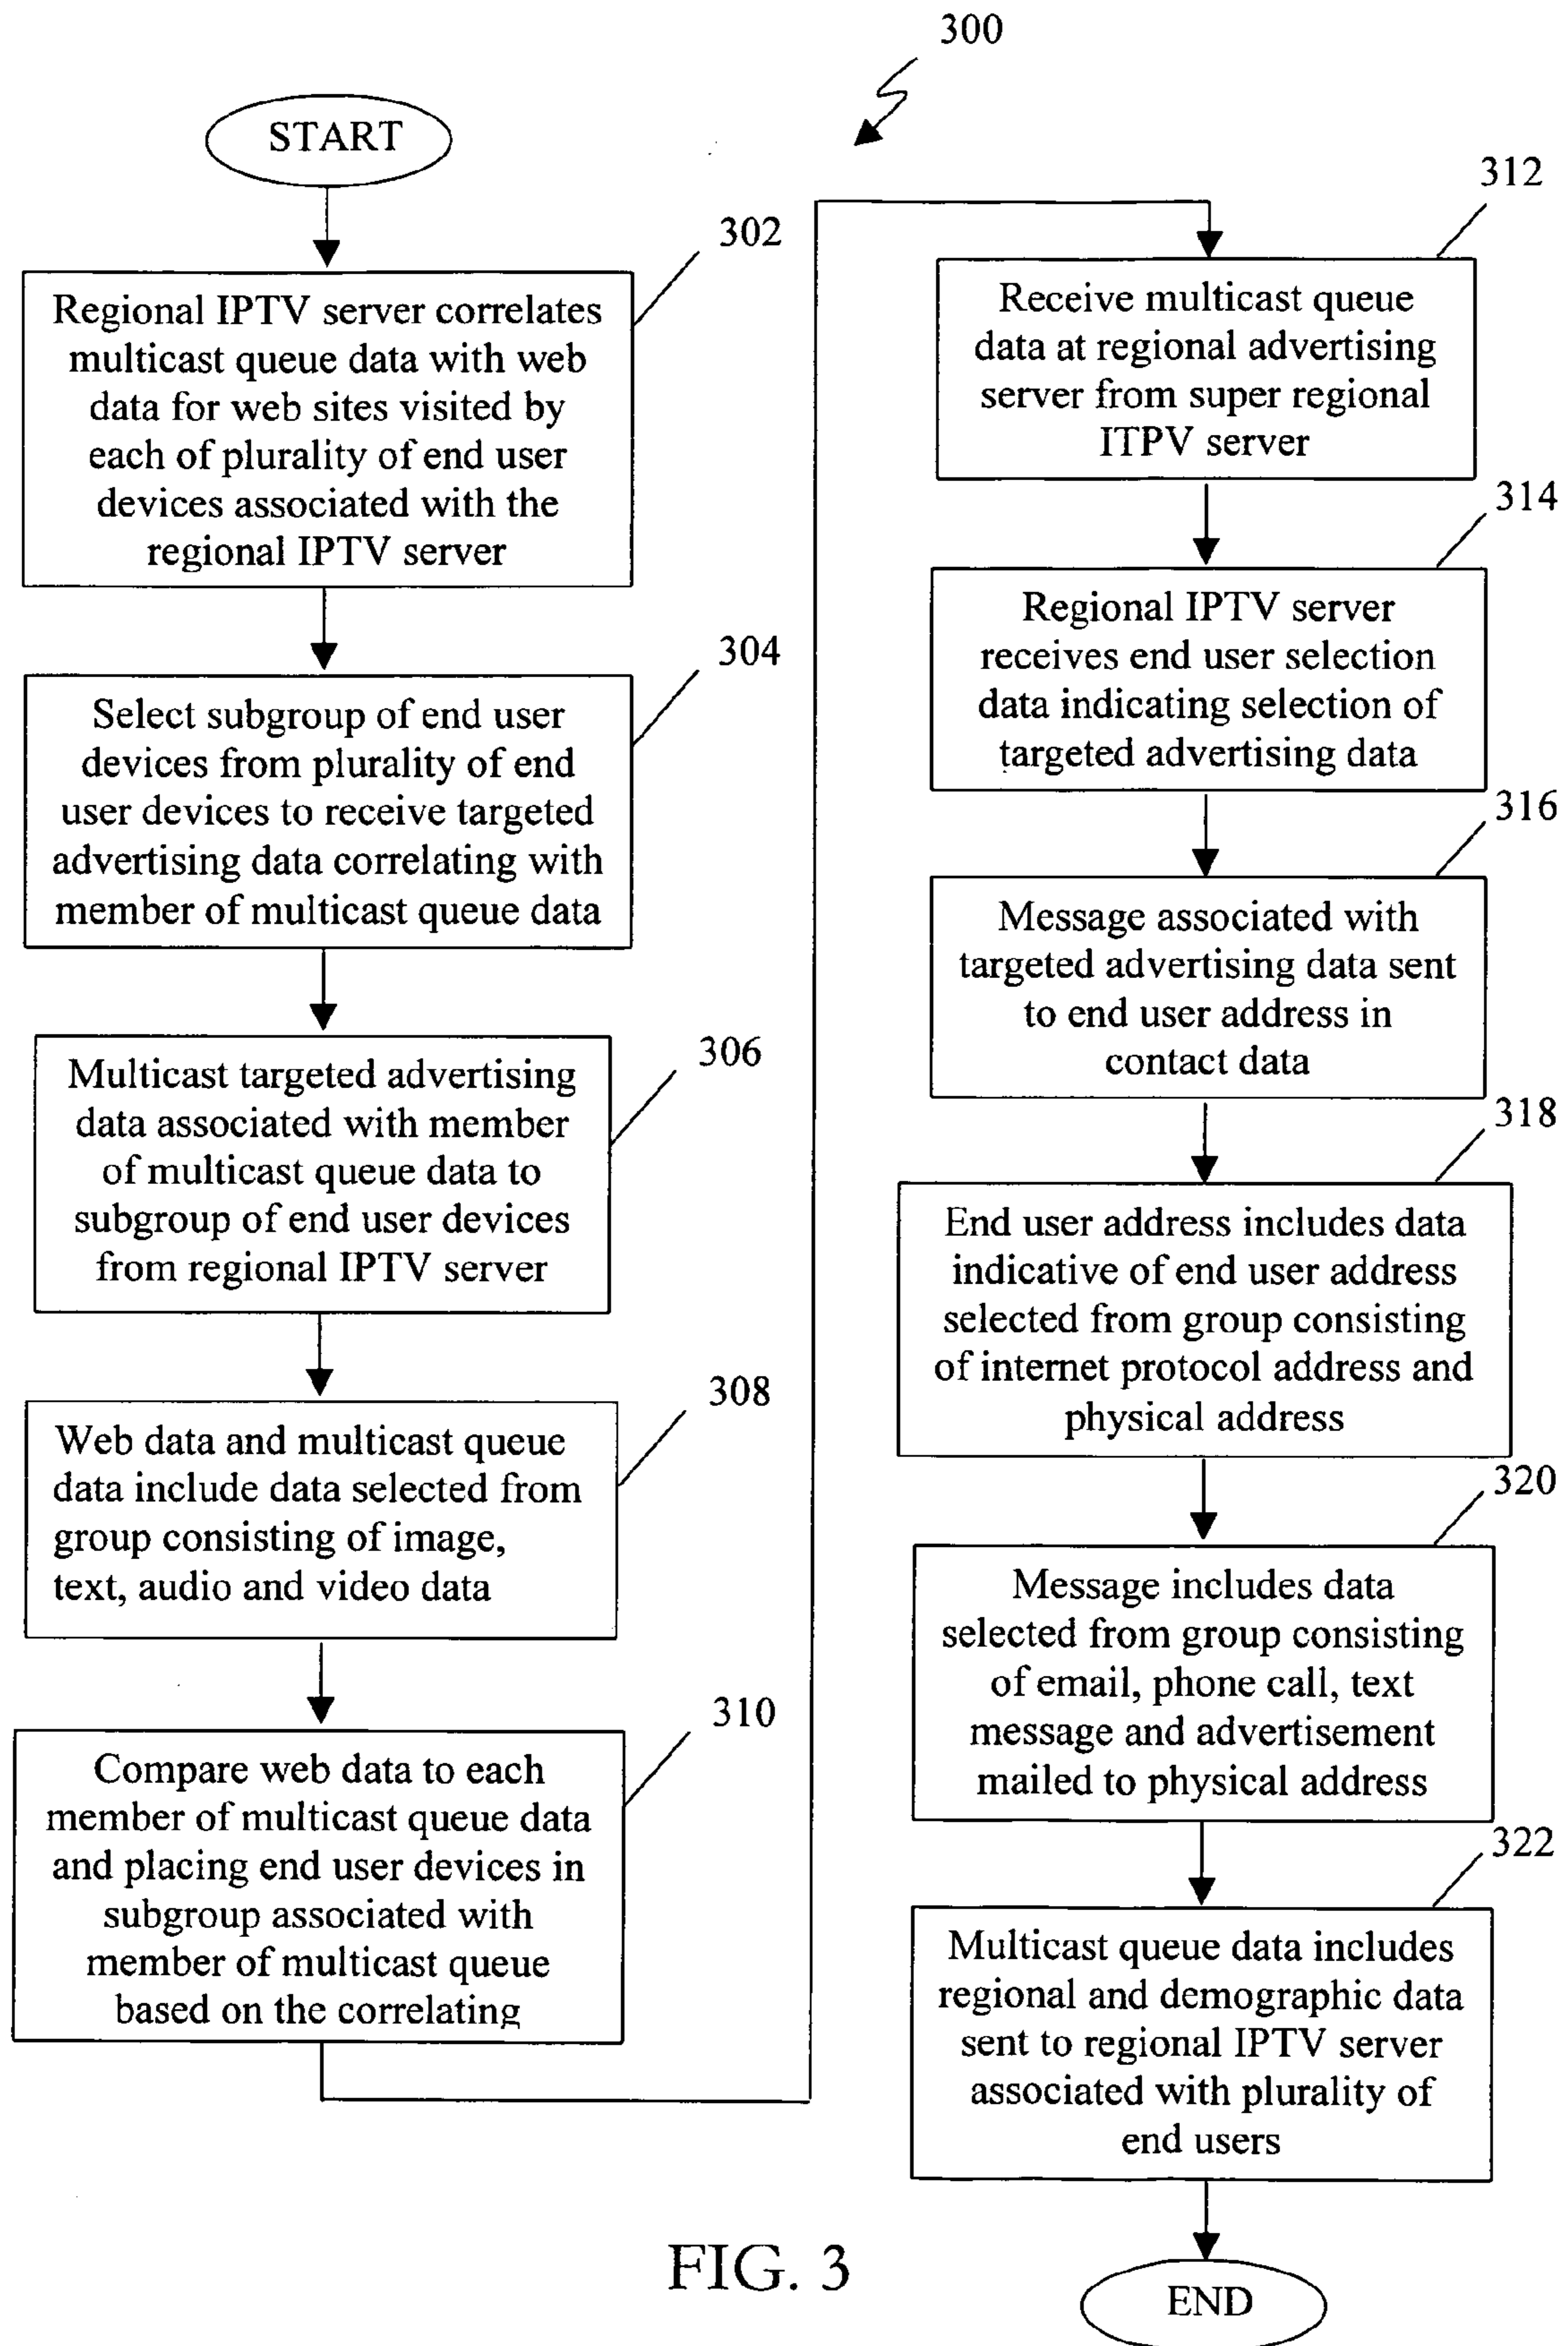 300
START
302
Regional IPTV server correlates
multicast queue data with web
data for web sites visited by
each of plurality of end user
devices associated with the
regional IPTV server
304
Select subgroup of end user
devices from plurality of end
user devices to receive targeted
advertising data correlating with
member of multicast queue data
306
Multicast targeted advertising
data associated with member
of multicast queue data to
subgroup of end user devices
from regional IPTV server
308
Web data and multicast queue
data include data selected from
group consisting of image,
text, audio and video data
310
Compare web data to each
member of multicast queue data
and placing end user devices in
subgroup associated with
member of multicast queue
based on the correlating
312
Receive multicast queue
data at regional advertising
server from super regional
ITPV server
314
Regional IPTV server
receives end user selection
data indicating selection of
targeted advertising data
316
Message associated with
targeted advertising data sent
to end user address in
contact data
318
End user address includes data
indicative of end user address
selected from group consisting
of internet protocol address and
physical address
320
Message includes data
selected from group consisting
of email, phone call, text
message and advertisement
mailed to physical address
322
Multicast queue data includes
regional and demographic data
sent to regional IPTV server
associated with plurality of
end users
END
FIG. 3